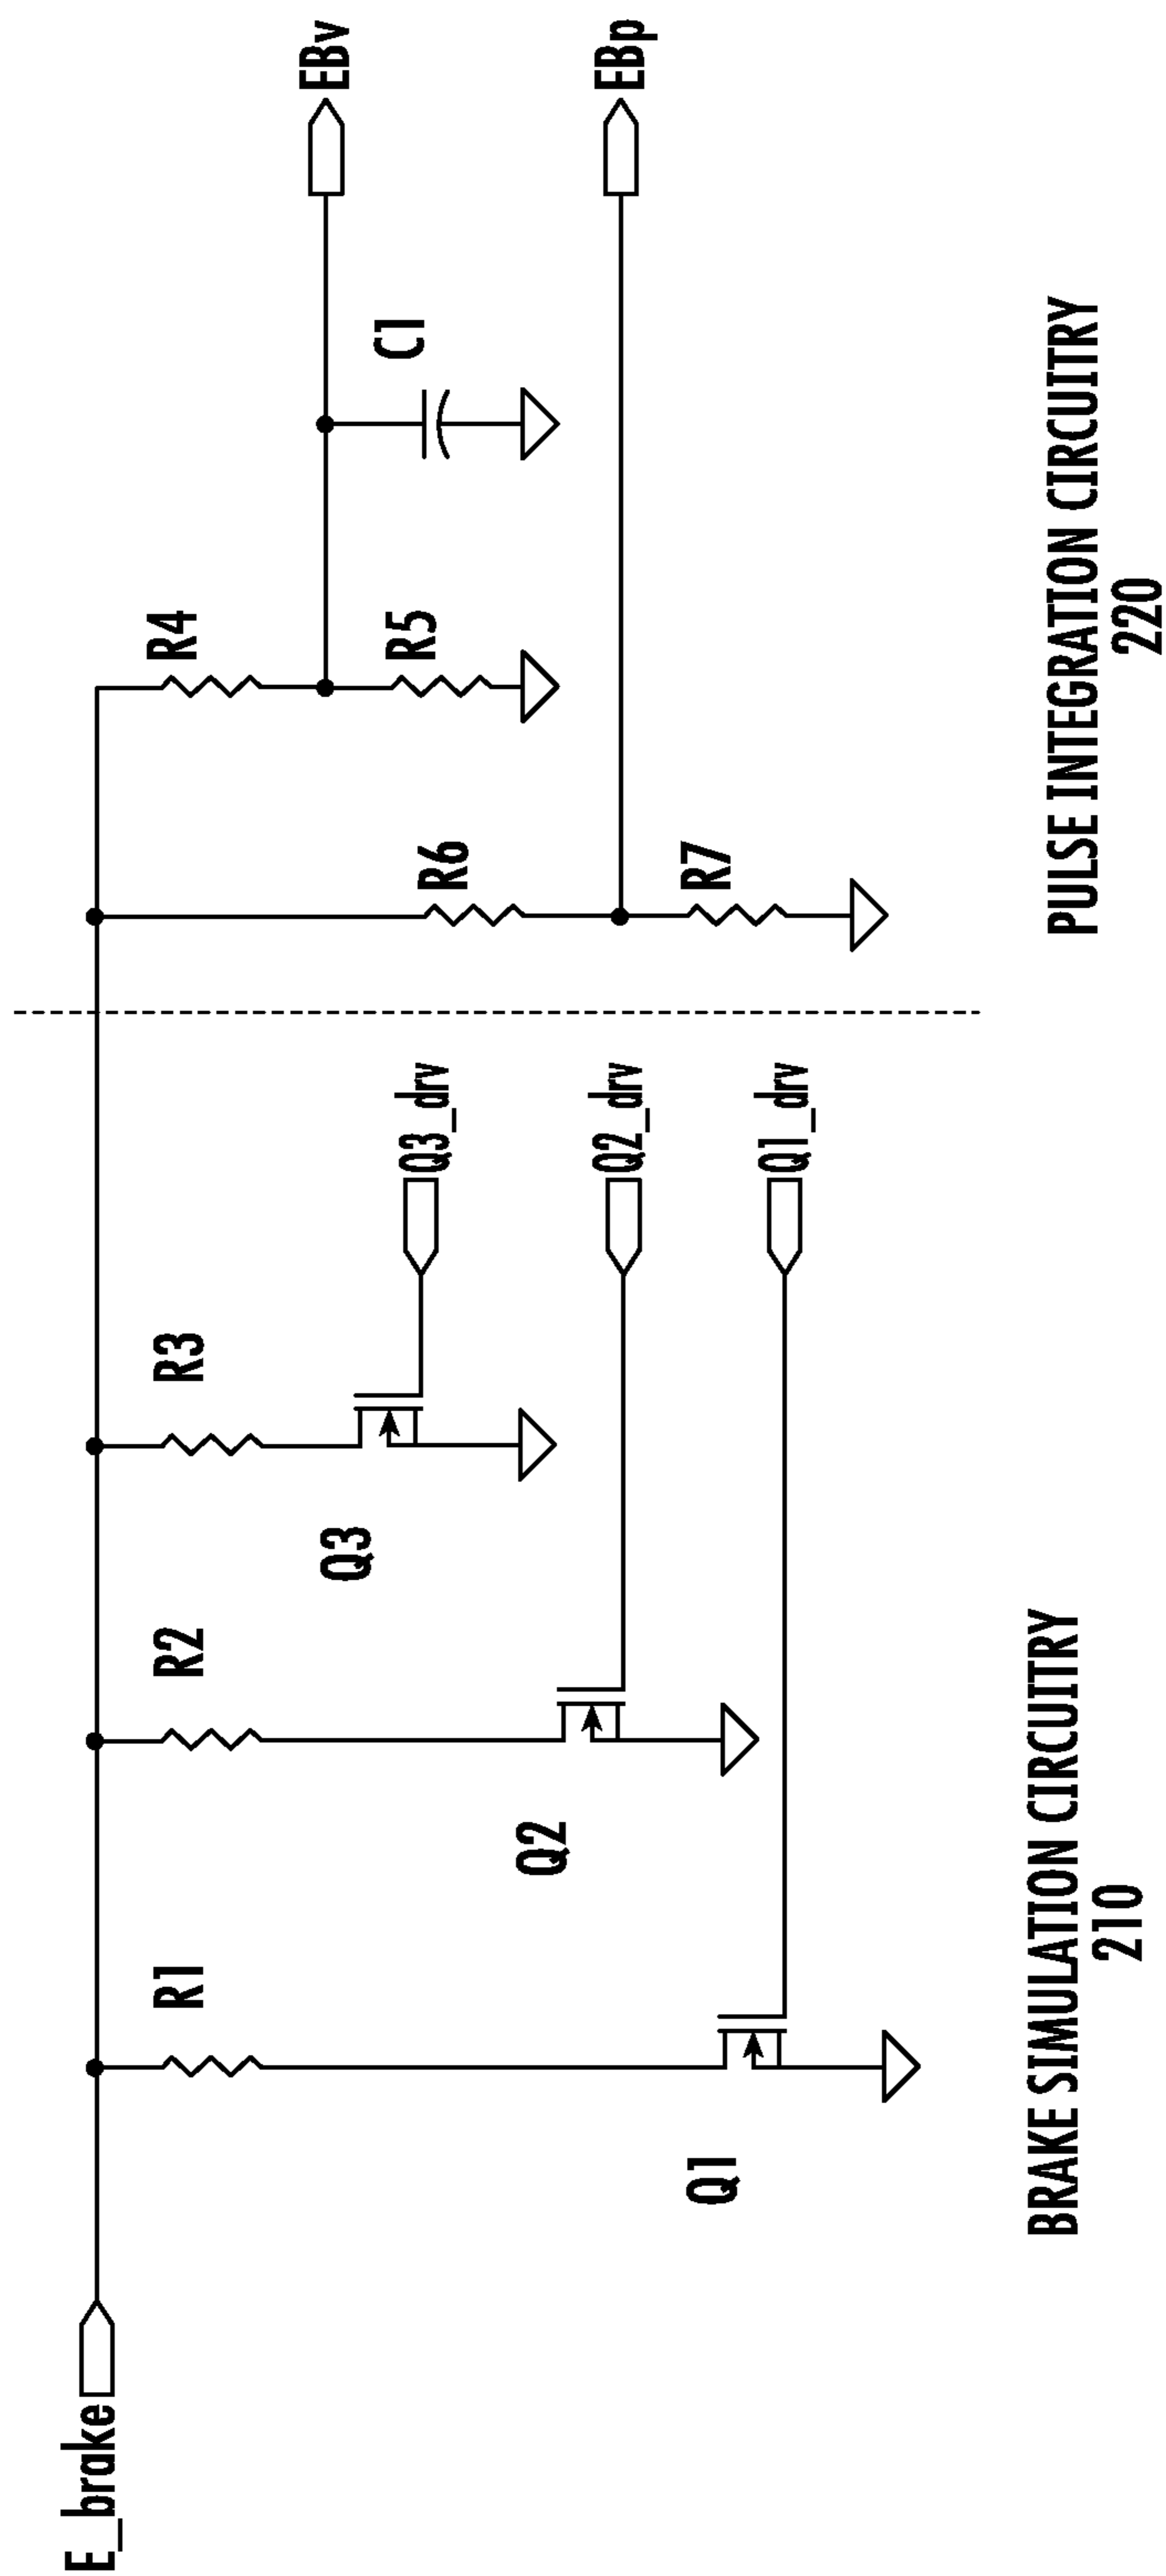 E_brake
R1
R2
R3
R4
R5
R6
R7
C1
EBv
EBp
Q1
Q2
Q3
Q3_drv
Q2_drv
Q1_drv
BRAKE SIMULATION CIRCUITRY
210
PULSE INTEGRATION CIRCUITRY
220